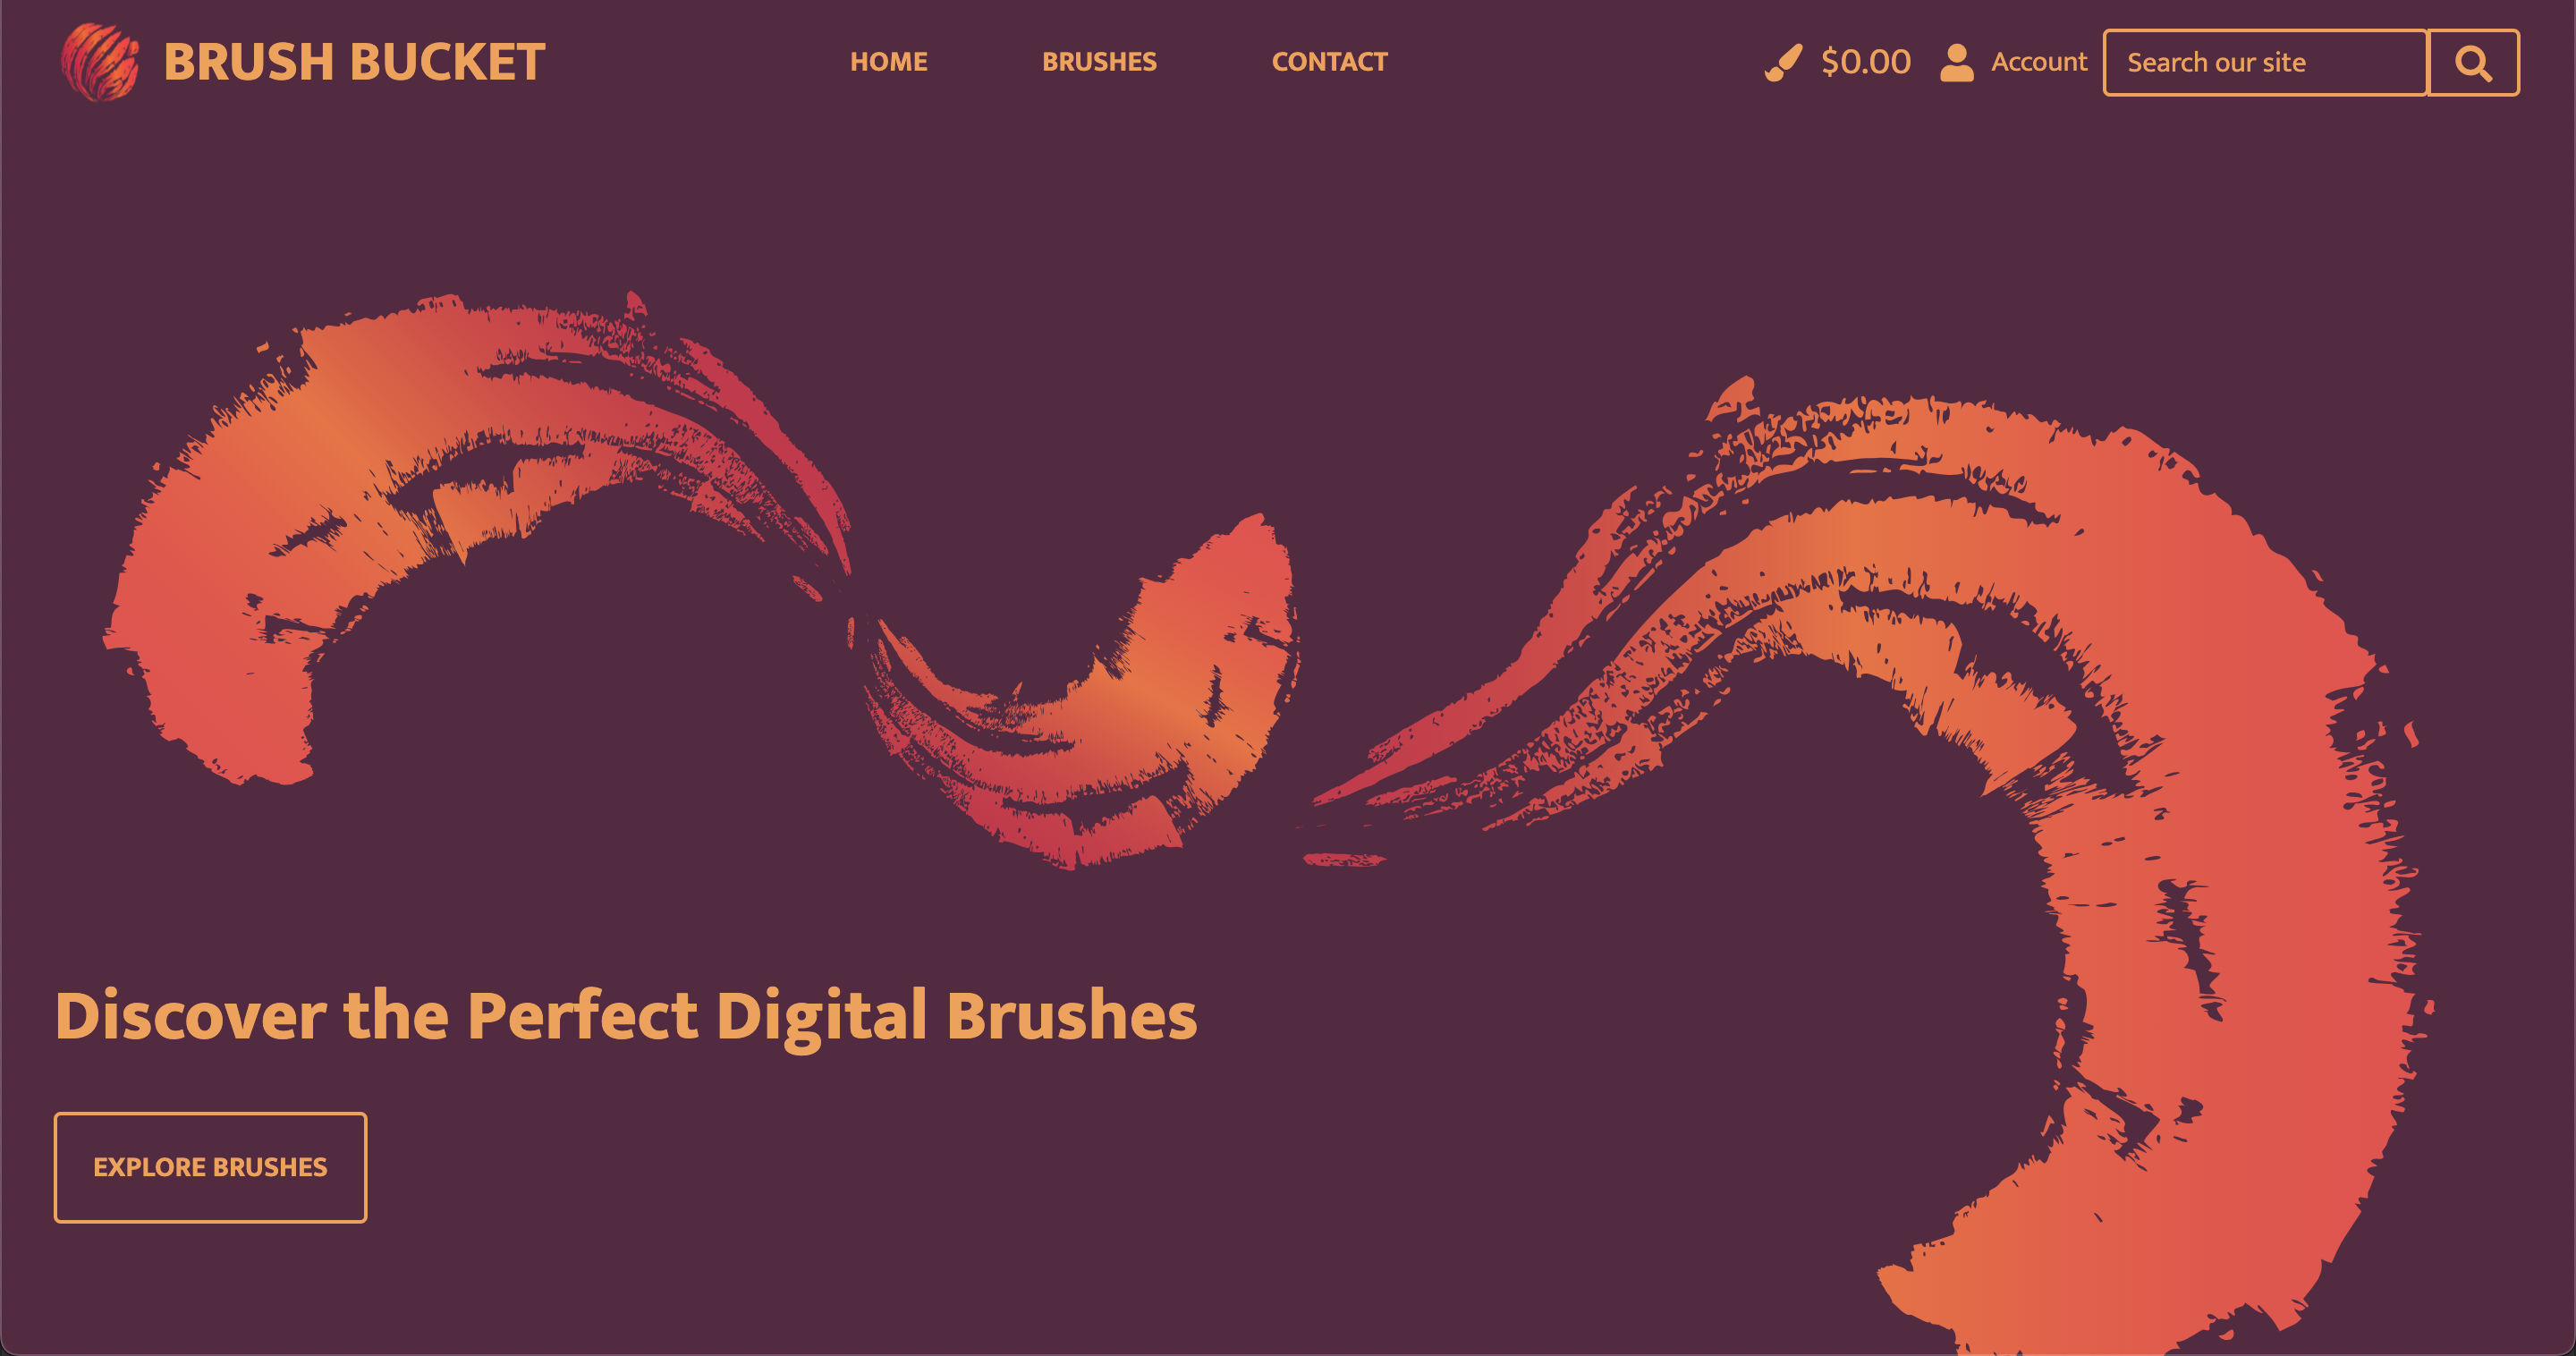 BRUSH BUCKET
HOME
BRUSHES
CONTACT
$0.00
Account
Search our site
Discover the Perfect Digital Brushes
EXPLORE BRUSHES